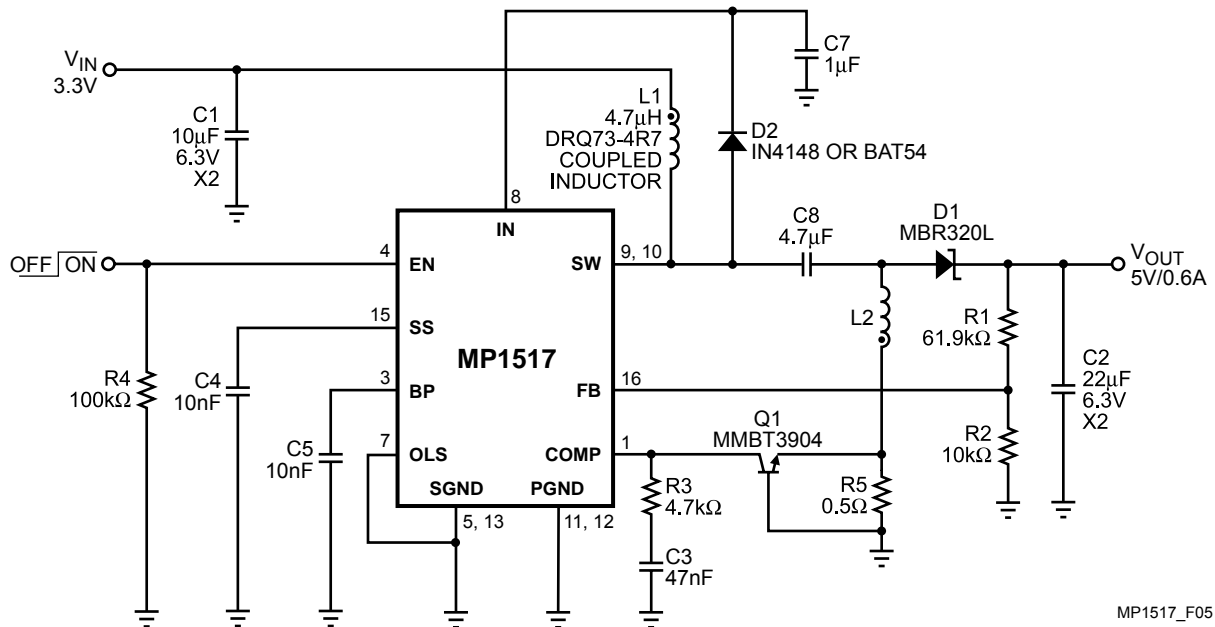 VIN
3.3V
C1
10µF
6.3V
X2
L1
4.7µH
DRQ73-4R7
COUPLED
INDUCTOR
C7
1µF
D2
IN4148 OR BAT54
8
IN
OFF ON
4
EN
SW
9, 10
C8
4.7µF
D1
MBR320L
VOUT
5V/0.6A
15
SS
L2
R1
61.9kΩ
MP1517
R4
100kΩ
C4
10nF
3
BP
FB
16
C2
22µF
6.3V
X2
C5
10nF
7
OLS
COMP
1
Q1
MMBT3904
R2
10kΩ
SGND
PGND
5, 13
11, 12
R3
4.7kΩ
R5
0.5Ω
C3
47nF
MP1517_F05